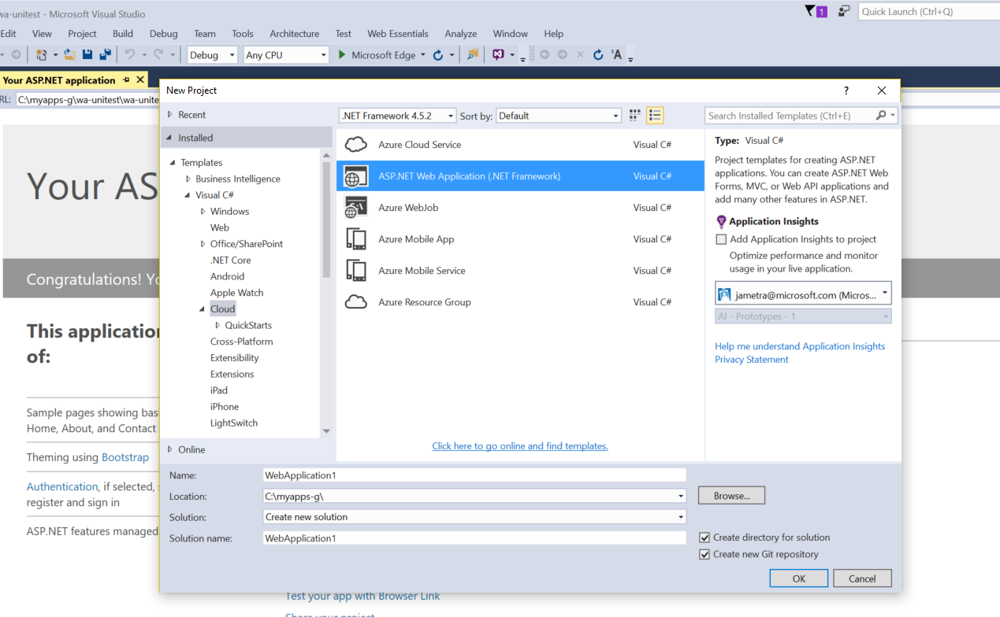 wa-unitest - Microsoft Visual Studio
1
Quick Launch (Ctrl+Q)
Edit View Project Build Debug Team Tools Architecture Test Web Essentials Analyze Window Help
Debug Any CPU Microsoft Edge
Your ASP.NET application
RL: C:\myapps-g\wa-unitest\wa-unite
Your AS
Congratulations! Yo
This application
of:
Sample pages showing bas
Home, About, and Contact
Theming using Bootstrap
Authentication, if selected,
register and sign in
ASP.NET features managed
Test your app with Browser Link
Share your project
New Project
?
Recent
Installed
Templates
Business Intelligence
Visual C#
Windows
Web
Office/SharePoint
.NET Core
Android
Apple Watch
Cloud
QuickStarts
Cross-Platform
Extensibility
Extensions
iPad
iPhone
LightSwitch
Online
.NET Framework 4.5.2 Sort by: Default
Search Installed Templates (Ctrl+E)
Azure Cloud Service Visual C#
ASP.NET Web Application (.NET Framework) Visual C#
Azure WebJob Visual C#
Azure Mobile App Visual C#
Azure Mobile Service Visual C#
Azure Resource Group Visual C#
Click here to go online and find templates.
Type: Visual C#
Project templates for creating ASP.NET
applications. You can create ASP.NET Web
Forms, MVC, or Web API applications and
add many other features in ASP.NET.
Application Insights
Add Application Insights to project
Optimize performance and monitor
usage in your live application.
jametra@microsoft.com (Micros...
AI - Prototypes - 1
Help me understand Application Insights
Privacy Statement
Name: WebApplication1
Location: C:\myapps-g\
Browse...
Solution: Create new solution
Solution name: WebApplication1
Create directory for solution
Create new Git repository
OK Cancel